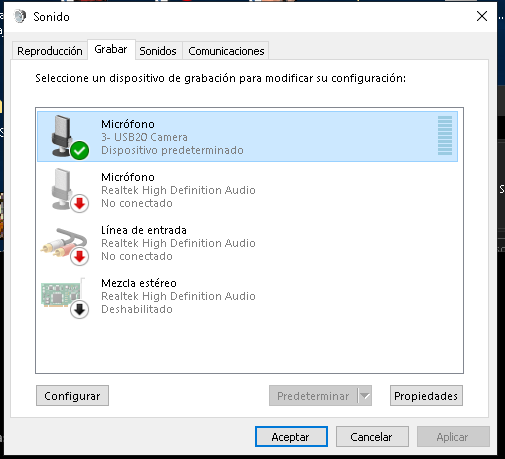 Sonido
Reproducción Grabar Sonidos Comunicaciones
Seleccione un dispositivo de grabación para modificar su configuración:
Micrófono
3- USB20 Camera
Dispositivo predeterminado
Micrófono
Realtek High Definition Audio
No conectado
Línea de entrada
Realtek High Definition Audio
No conectado
Mezcla estéreo
Realtek High Definition Audio
Deshabilitado
Configurar Predeterminar Propiedades
Aceptar Cancelar Aplicar